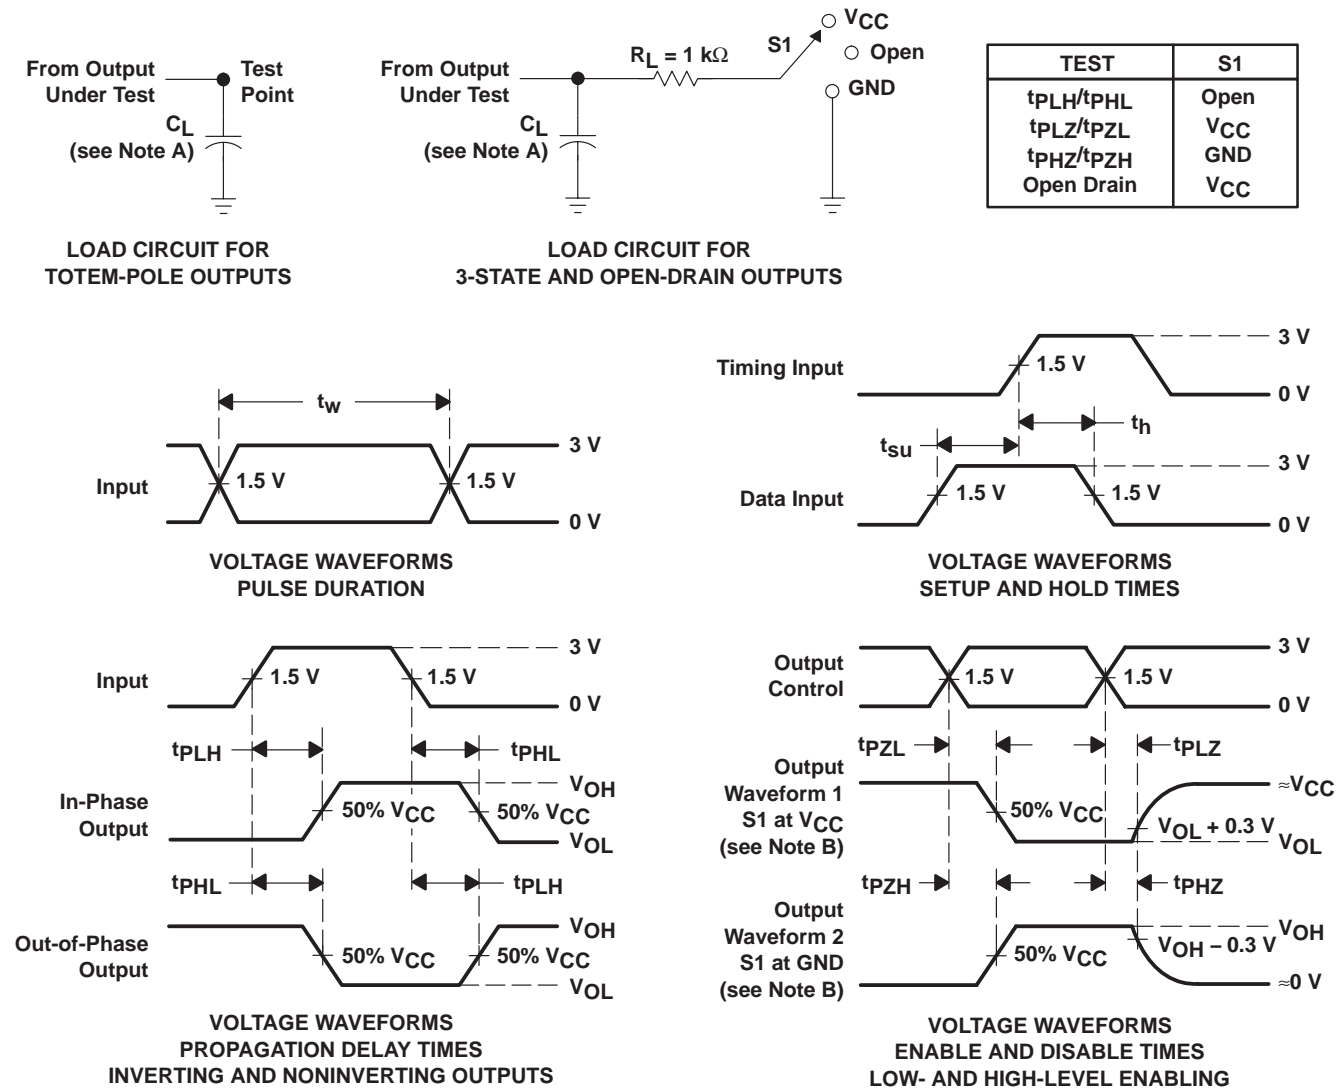 From Output
Under Test
Test
Point
CL
(see Note A)
LOAD CIRCUIT FOR
TOTEM-POLE OUTPUTS
From Output
Under Test
CL
(see Note A)
RL = 1 kΩ
S1
VCC
Open
GND
LOAD CIRCUIT FOR
3-STATE AND OPEN-DRAIN OUTPUTS
TEST S1
tPLH/tPHL Open
tPLZ/tPZL VCC
tPHZ/tPZH GND
Open Drain VCC
tw
Input
1.5 V
1.5 V
3 V
0 V
VOLTAGE WAVEFORMS
PULSE DURATION
Timing Input
1.5 V
3 V
0 V
tsu
th
Data Input
1.5 V
1.5 V
3 V
0 V
VOLTAGE WAVEFORMS
SETUP AND HOLD TIMES
Input
1.5 V
1.5 V
3 V
0 V
tPLH
tPHL
In-Phase
Output
50% VCC
50% VCC
VOH
VOL
tPHL
tPLH
Out-of-Phase
Output
50% VCC
50% VCC
VOH
VOL
VOLTAGE WAVEFORMS
PROPAGATION DELAY TIMES
INVERTING AND NONINVERTING OUTPUTS
Output
Control
1.5 V
1.5 V
3 V
0 V
tPZL
tPLZ
Output
Waveform 1
S1 at VCC
(see Note B)
50% VCC
VOL + 0.3 V
≈VCC
VOL
tPZH
tPHZ
Output
Waveform 2
S1 at GND
(see Note B)
50% VCC
VOH − 0.3 V
VOH
≈0 V
VOLTAGE WAVEFORMS
ENABLE AND DISABLE TIMES
LOW- AND HIGH-LEVEL ENABLING